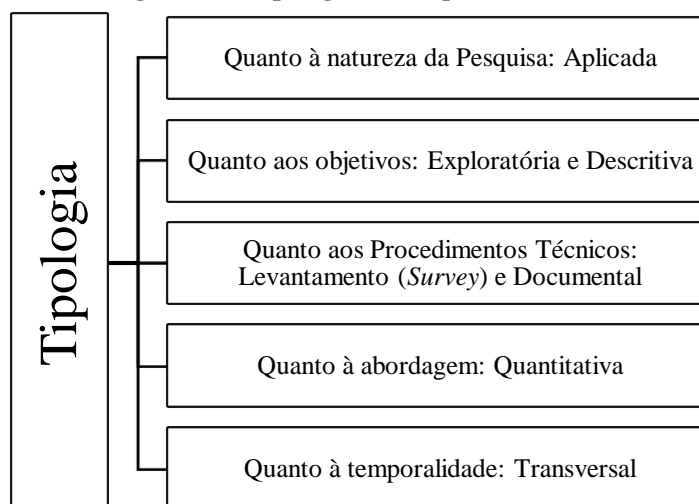 Tipologia
Quanto à natureza da Pesquisa: Aplicada
Quanto aos objetivos: Exploratória e Descritiva
Quanto aos Procedimentos Técnicos:
Levantamento (Survey) e Documental
Quanto à abordagem: Quantitativa
Quanto à temporalidade: Transversal